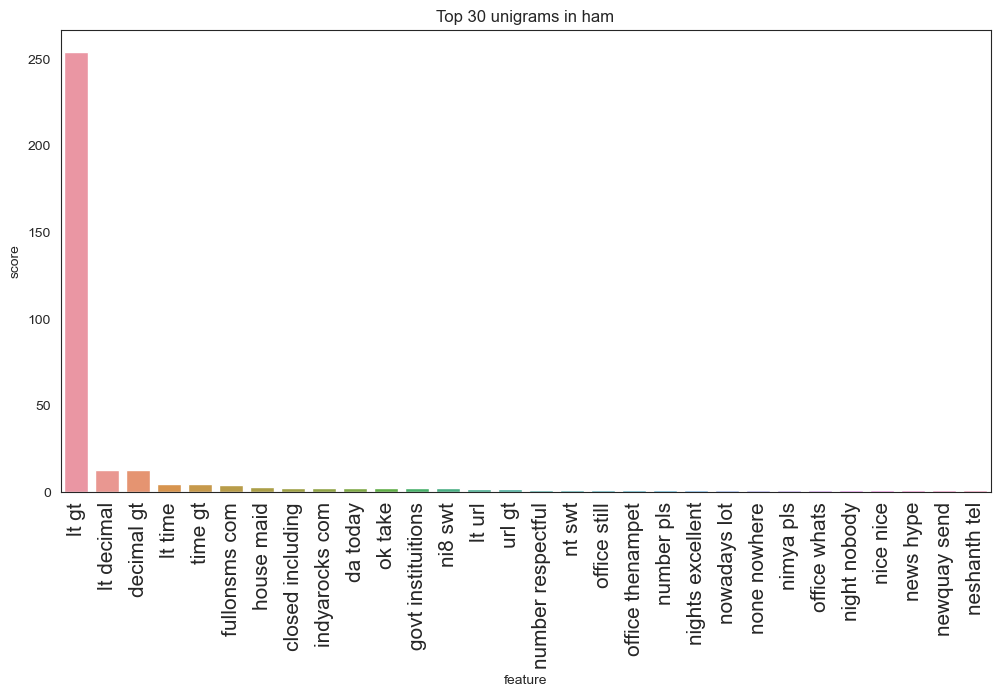 Top 30 unigrams in ham
250
200
150
100
50
0
score
lt gt
lt decimal
decimal gt
lt time
time gt
fullonsms com
house maid
closed including
indyarocks com
da today
ok take
govt instituitions
ni8 swt
lt url
url gt
number respectful
nt swt
office still
office thenampet
number pls
nights excellent
nowadays lot
none nowhere
nimya pls
office whats
night nobody
nice nice
news hype
newquay send
neshanth tel
feature